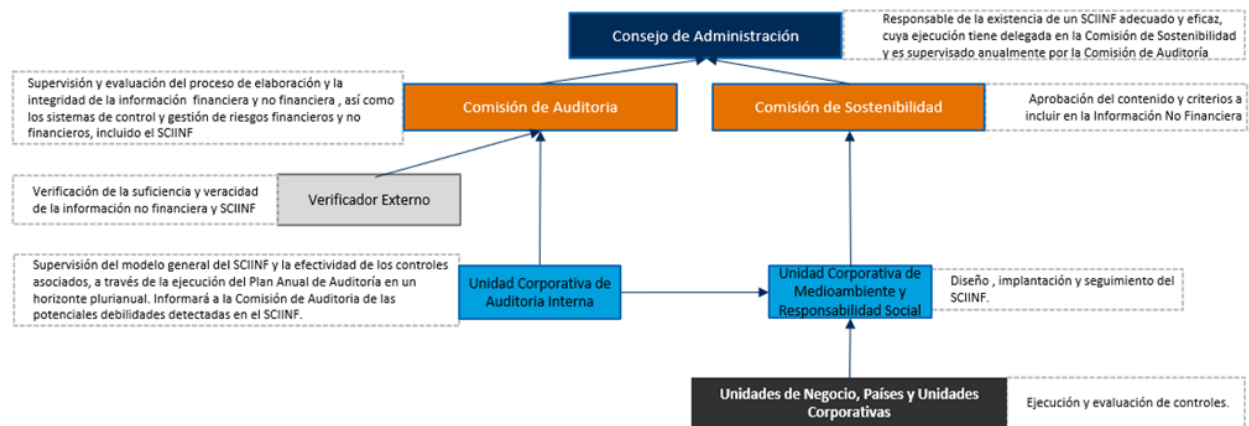 Consejo de Administración
Responsable de la existencia de un SCIINF adecuado y eficaz,
cuya ejecución tiene delegada en la Comisión de Sostenibilidad
y es supervisado anualmente por la Comisión de Auditoría
Supervisión y evaluación del proceso de elaboración y la
integridad de la información financiera y no financiera , así como
los sistemas de control y gestión de riesgos financieros y no
financieros, incluido el SCIINF
Comisión de Auditoria
Comisión de Sostenibilidad
Aprobación del contenido y criterios a
incluir en la Información No Financiera
Verificación de la suficiencia y veracidad
de la información no financiera y SCIINF
Verificador Externo
Supervisión del modelo general del SCIINF y la efectividad de los controles
asociados, a través de la ejecución del Plan Anual de Auditoría en un
horizonte plurianual. Informará a la Comisión de Auditoria de las
potenciales debilidades detectadas en el SCIINF.
Unidad Corporativa de
Auditoria Interna
Unidad Corporativa de
Medioambiente y
Responsabilidad Social
Diseño , implantación y seguimiento del
SCIINF.
Unidades de Negocio, Países y Unidades
Corporativas
Ejecución y evaluación de controles.